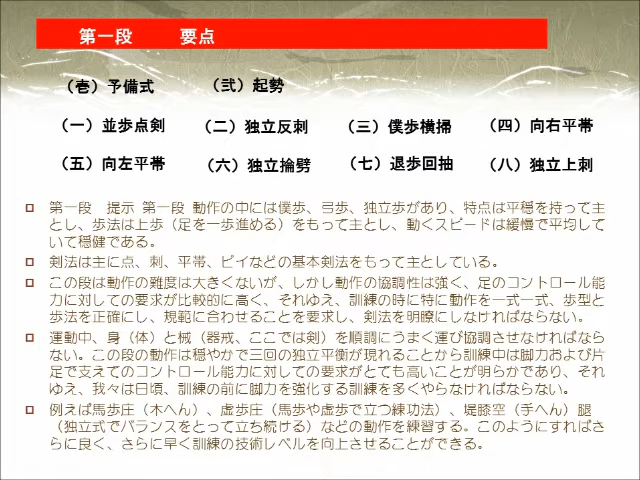 第一段　　要点
（壱）予備式　　（弐）起勢
（一）並歩点剣　（二）独立反刺　（三）僕歩横掃　（四）向右平帯
（五）向左平帯　（六）独立掄劈　（七）退歩回抽　（八）独立上刺
第一段　提示 第一段 動作の中には僕歩、弓歩、独立歩があり、特点は平穏を持って主
とし、歩法は上歩（足を一歩進める）をもって主とし、動くスピードは緩慢で平均して
いて穏健である。
剣法は主に点、刺、平帯、ピイなどの基本剣法をもって主としている。
この段は動作の難度は大きくないが、しかし動作の協調性は強く、足のコントロール能
力に対しての要求が比較的に高く、それゆえ、訓練の時に特に動作を一式一式、歩型と
歩法を正確にし、規範に合わせることを要求し、剣法を明瞭にしなければならない。
運動中、身（体）と械（器戒、ここでは剣）を順調にうまく運び協調させなければなら
ない。この段の動作は穏やかで三回の独立平衡が現れることから訓練中は脚力および片
足で支えてのコントロール能力に対しての要求がとても高いことが明らかであり、それ
ゆえ、我々は日頃、訓練の前に脚力を強化する訓練を多くやらなければならない。
例えば馬歩庄（木へん）、虚歩庄（馬歩や虚歩で立つ練功法）、堤膝空（手へん）腿
（独立式でバランスをとって立ち続ける）などの動作を練習する。このようにすればさ
らに良く、さらに早く訓練の技術レベルを向上させることができる。